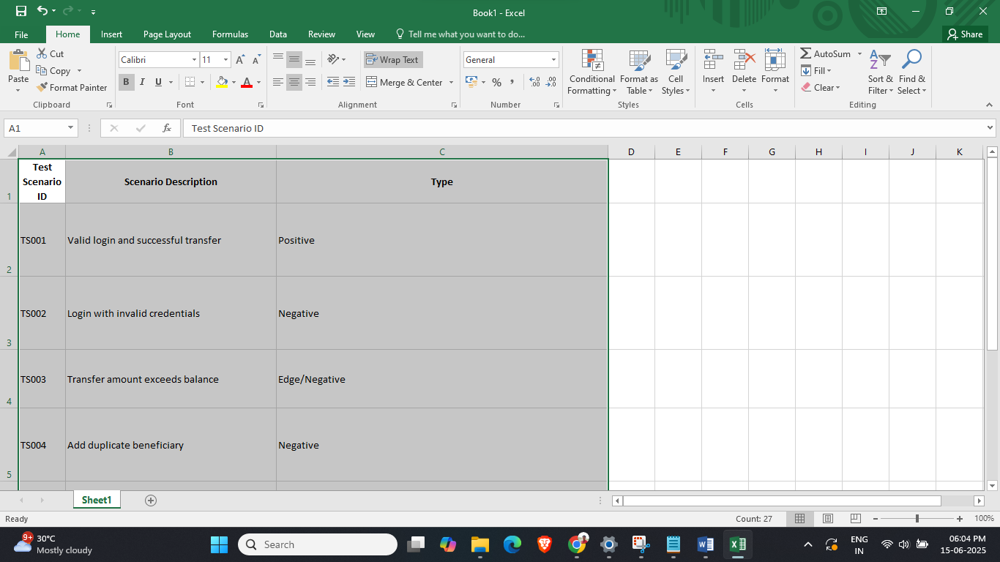 Book1 - Excel
File Home Insert Page Layout Formulas Data Review View Tell me what you want to do... Share
Paste
Cut
Copy
Format Painter
Clipboard
Calibri 11
B I U
Font
Wrap Text
Merge & Center
Alignment
General
%
Number
Conditional Formatting
Format as Table
Cell Styles
Styles
Insert Delete Format
Cells
AutoSum
Fill
Clear
Sort & Filter
Find & Select
Editing
A1 fx Test Scenario ID
A B C D E F G H I J K
1 Test Scenario ID Scenario Description Type
2 TS001 Valid login and successful transfer Positive
3 TS002 Login with invalid credentials Negative
4 TS003 Transfer amount exceeds balance Edge/Negative
5 TS004 Add duplicate beneficiary Negative
Sheet1
Ready Count: 27 100%
9+ 30°C
Mostly cloudy
Search
ENG
IN
06:04 PM
15-06-2025